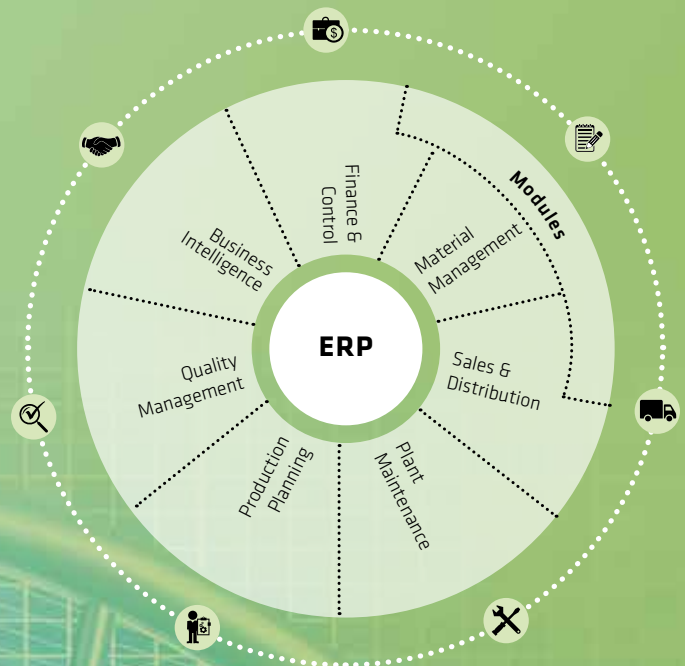 Finance &
Control
Modules
Material
Management
Sales &
Distribution
Plant
Maintenance
Production
Planning
Quality
Management
Business
Intelligence
ERP
$